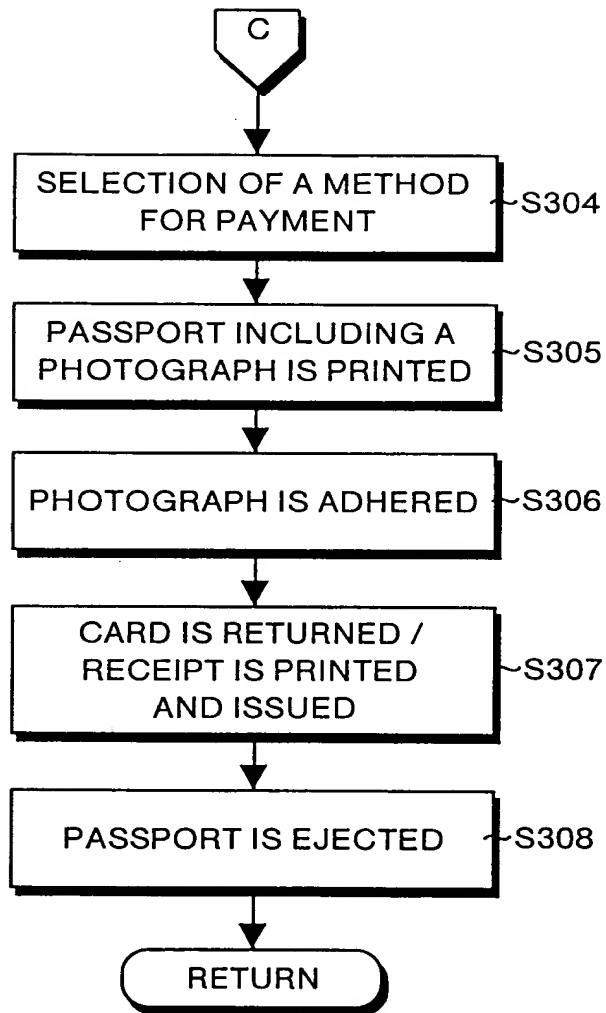 C
SELECTION OF A METHOD
FOR PAYMENT
S304
PASSPORT INCLUDING A
PHOTOGRAPH IS PRINTED
S305
PHOTOGRAPH IS ADHERED
S306
CARD IS RETURNED /
RECEIPT IS PRINTED
AND ISSUED
S307
PASSPORT IS EJECTED
S308
RETURN